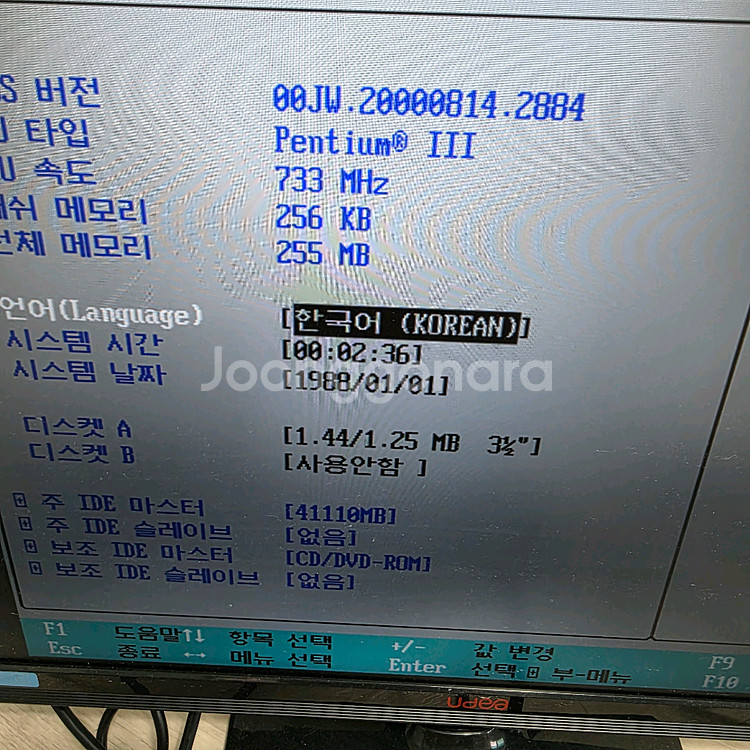 S 버전 00JW.20000814.2884
타입 Pentium® III
U 속도 733 MHz
쉬 메모리 256 KB
전체 메모리 255 MB
언어(Language) [한국어 (KOREAN)]
시스템 시간 [00:02:36]
시스템 날짜 [1988/01/01]
Joonggonara
디스켓 A [1.44/1.25 MB 3½"]
디스켓 B [사용안함 ]
주 IDE 마스터 [41110MB]
주 IDE 슬레이브 [없음]
보조 IDE 마스터 [CD/DVD-ROM]
보조 IDE 슬레이브 [없음]
F1 도움말 ↑↓ 항목 선택 +/- 값 변경 F9
Esc 종료 ↔ 메뉴 선택 Enter 선택 부-메뉴 F10
udea